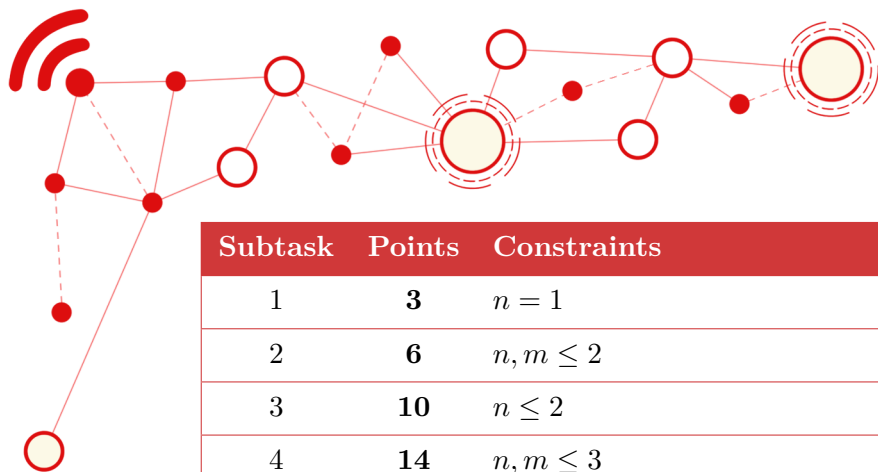 Subtask Points Constraints
1 3 n = 1
2 6 n, m ≤ 2
3 10 n ≤ 2
4 14 n, m ≤ 3